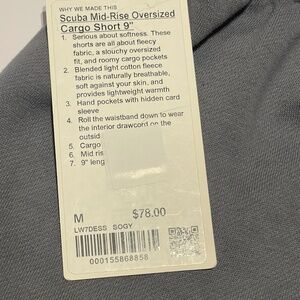 WHY WE MADE THIS
Scuba Mid-Rise Oversized
Cargo Short 9"
1. Serious about softness. These
shorts are all about fleecy
fabric, a slouchy oversized
fit, and roomy cargo pockets
2. Blended light cotton fleece
fabric is naturally breathable,
soft against your skin, and
provides lightweight warmth
3. Hand pockets with hidden card
sleeve
4. Roll the waistband down to wear
the interior drawcord on the
outsid
5. Cargo
6. Mid ris
7. 9" leng
M $78.00
LW7DESS SOGY
000155868858